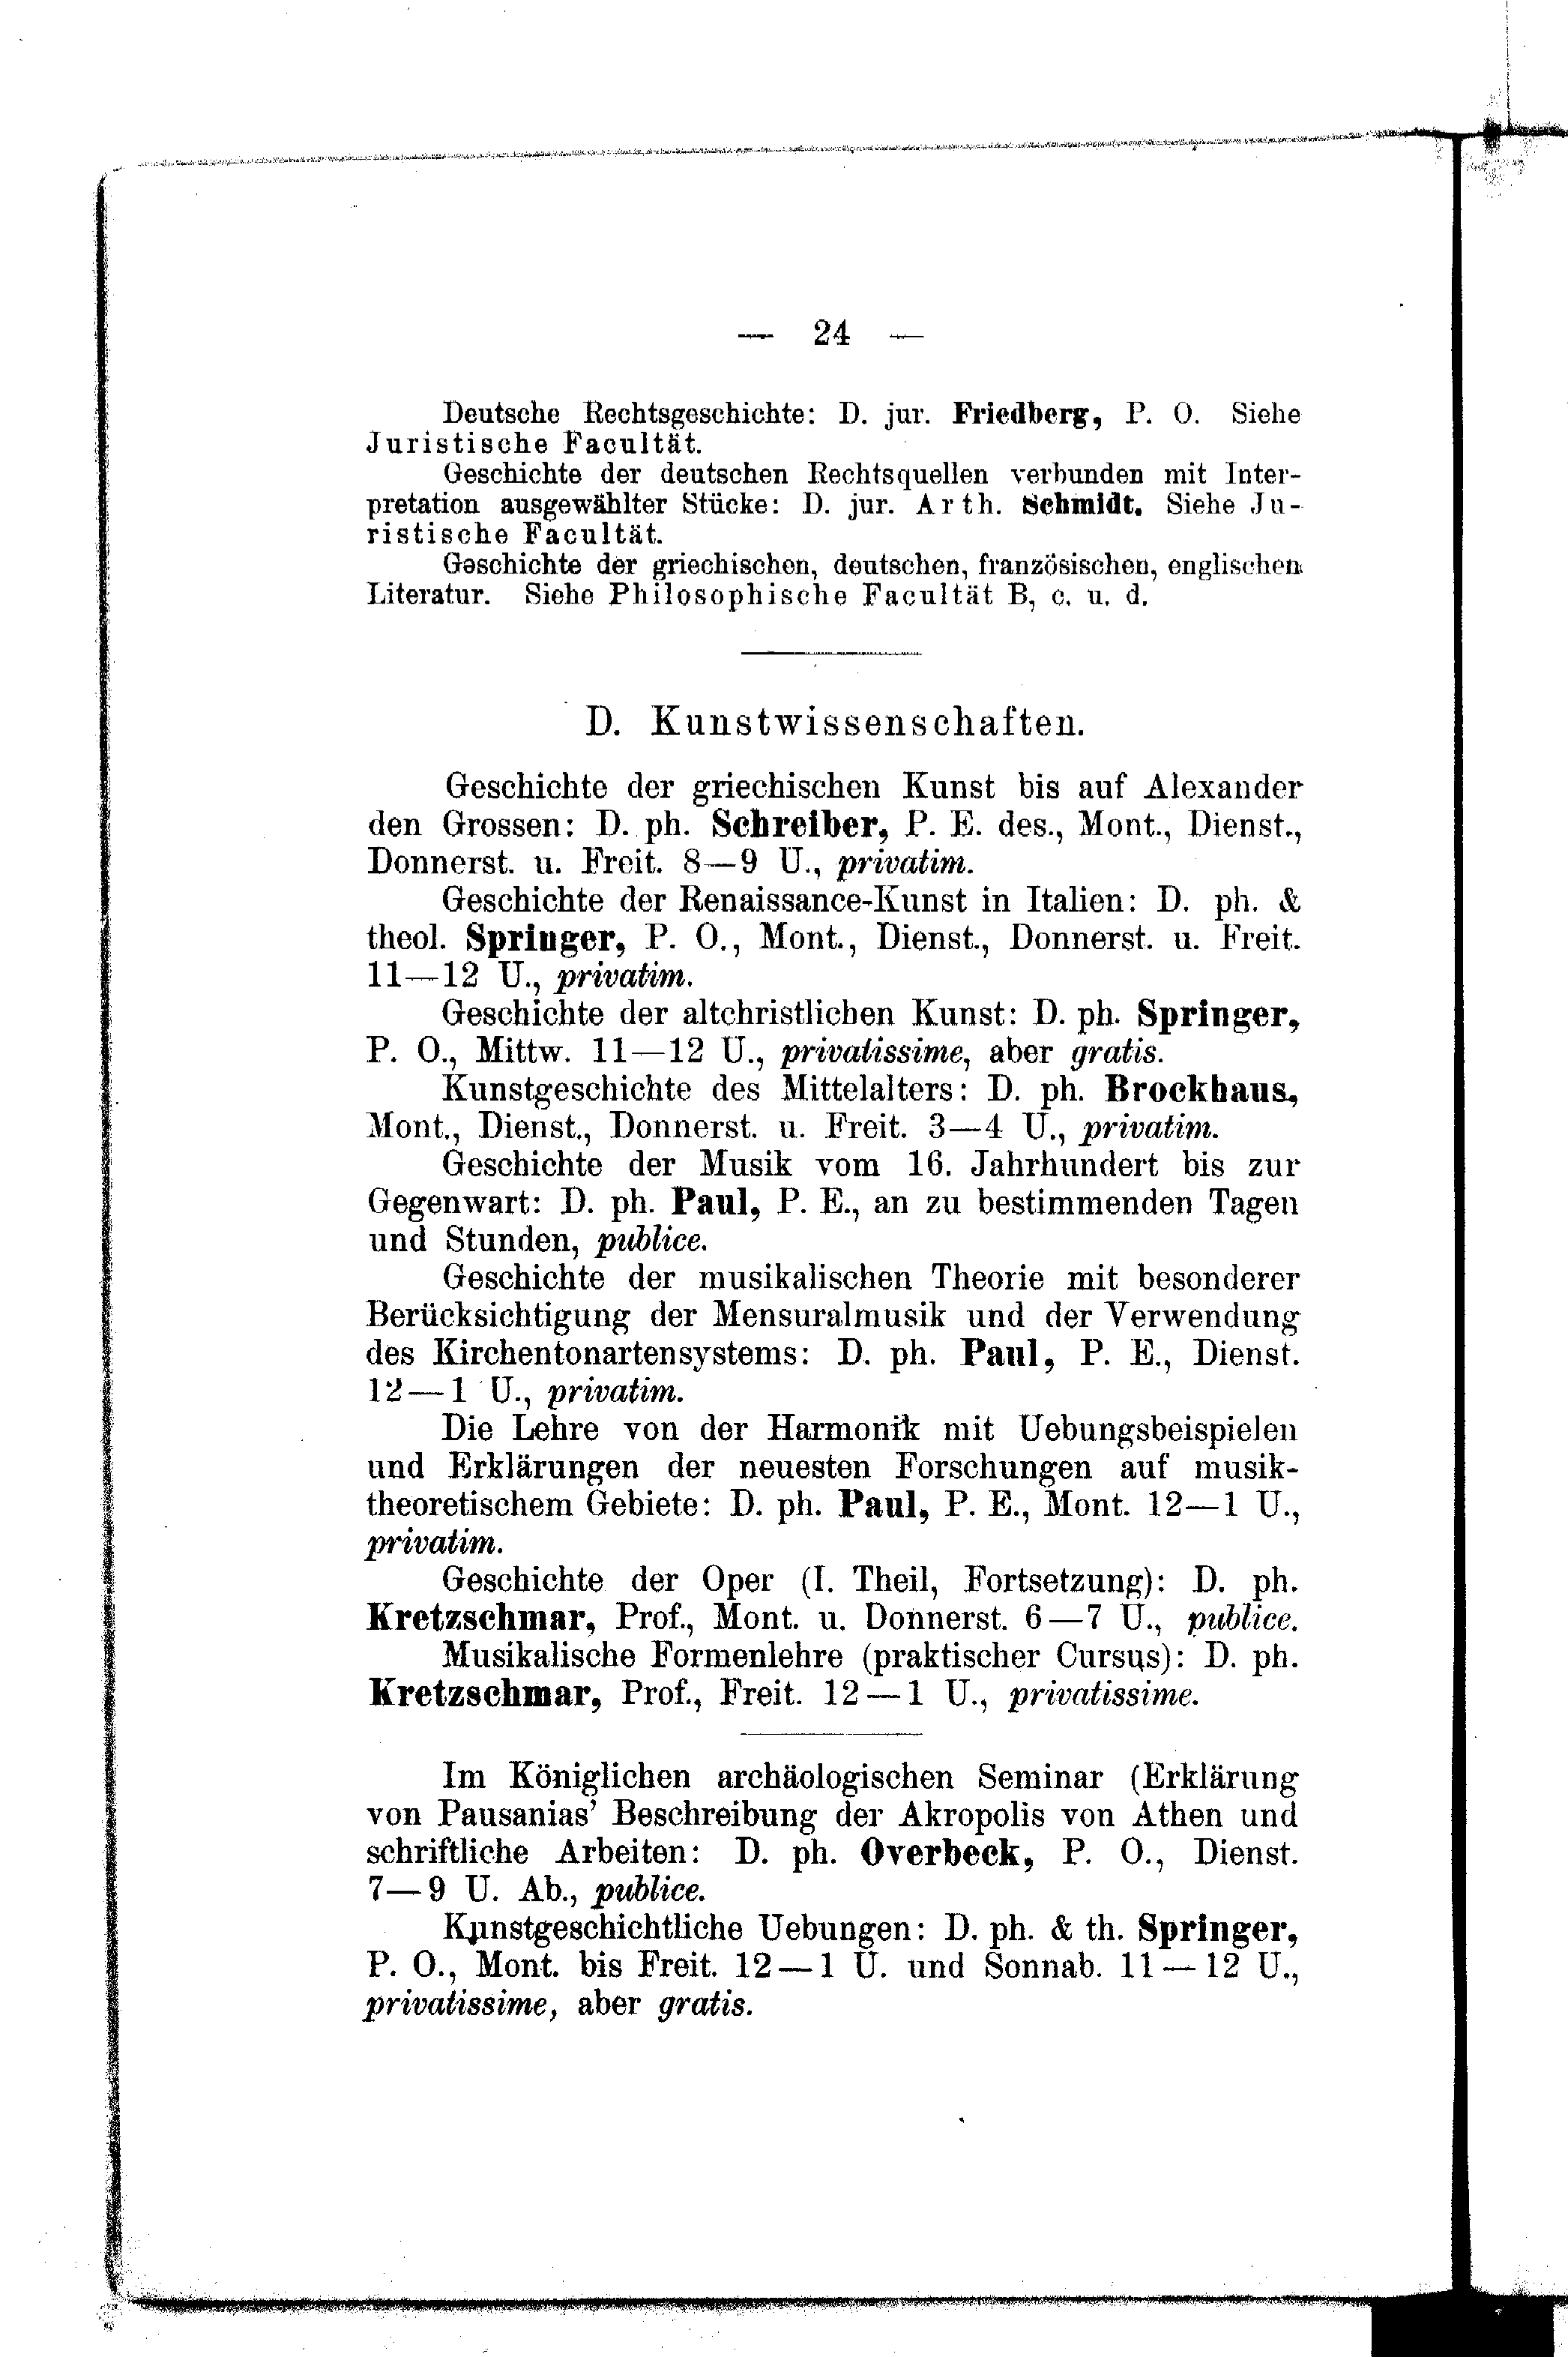 — 24 —
Deutsche Rechtsgeschichte: D. jur. Friedberg, P. O. Siehe
Juristische Facultät.
Geschichte der deutschen Rechtsquellen verbunden mit Inter-
pretation ausgewählter Stücke: D. jur. Arth. Schmidt. Siehe Ju-
ristische Facultät.
Geschichte der griechischen, deutschen, französischen, englischen
Literatur. Siehe Philosophische Facultät B, c. u. d.
D. Kunstwissenschaften.
Geschichte der griechischen Kunst bis auf Alexander
den Grossen: D. ph. Schreiber, P. E. des., Mont., Dienst.,
Donnerst. u. Freit. 8—9 U., privatim.
Geschichte der Renaissance-Kunst in Italien: D. ph. &
theol. Springer, P. O., Mont., Dienst., Donnerst. u. Freit.
11—12 U., privatim.
Geschichte der altchristlichen Kunst: D. ph. Springer,
P. O., Mittw. 11—12 U., privatissime, aber gratis.
Kunstgeschichte des Mittelalters: D. ph. Brockhaus,
Mont., Dienst., Donnerst. u. Freit. 3—4 U., privatim.
Geschichte der Musik vom 16. Jahrhundert bis zur
Gegenwart: D. ph. Paul, P. E., an zu bestimmenden Tagen
und Stunden, publice.
Geschichte der musikalischen Theorie mit besonderer
Berücksichtigung der Mensuralmusik und der Verwendung
des Kirchentonartensystems: D. ph. Paul, P. E., Dienst.
12—1 U., privatim.
Die Lehre von der Harmonik mit Uebungsbeispielen
und Erklärungen der neuesten Forschungen auf musik-
theoretischem Gebiete: D. ph. Paul, P. E., Mont. 12—1 U.,
privatim.
Geschichte der Oper (I. Theil, Fortsetzung): D. ph.
Kretzschmar, Prof., Mont. u. Donnerst. 6—7 U., publice.
Musikalische Formenlehre (praktischer Cursus): D. ph.
Kretzschmar, Prof., Freit. 12—1 U., privatissime.
Im Königlichen archäologischen Seminar (Erklärung
von Pausanias' Beschreibung der Akropolis von Athen und
schriftliche Arbeiten: D. ph. Overbeck, P. O., Dienst.
7—9 U. Ab., publice.
Kunstgeschichtliche Uebungen: D. ph. & th. Springer,
P. O., Mont. bis Freit. 12—1 U. und Sonnab. 11—12 U.,
privatissime, aber gratis.